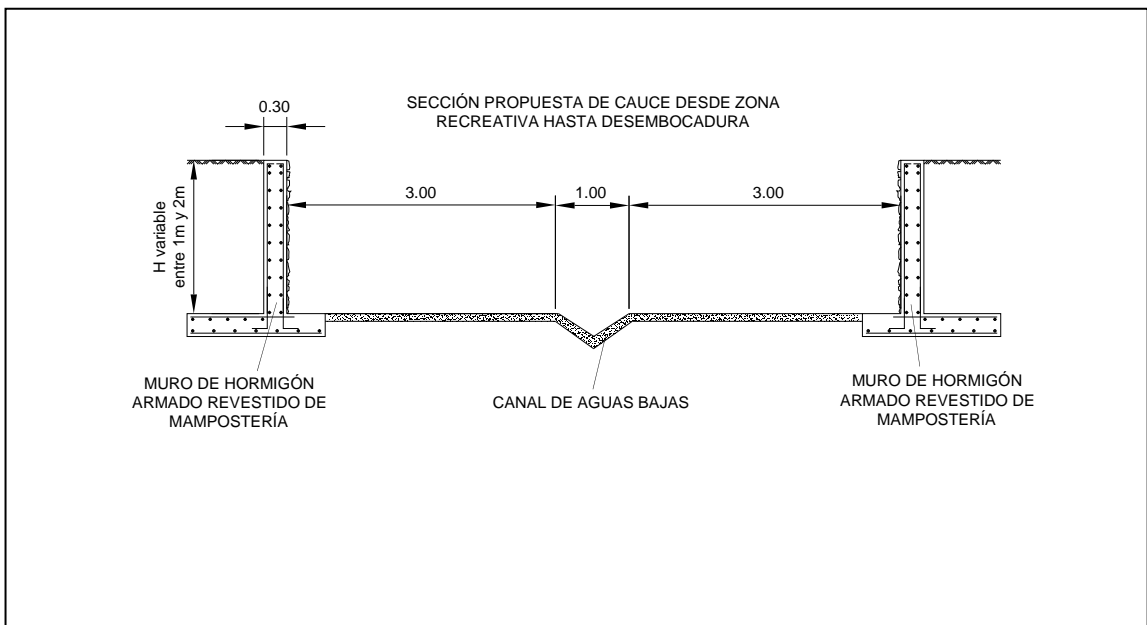 SECCIÓN PROPUESTA DE CAUCE DESDE ZONA
RECREATIVA HASTA DESEMBOCADURA
0.30
3.00
1.00
3.00
H variable
entre 1m y 2m
MURO DE HORMIGÓN
ARMADO REVESTIDO DE
MAMPOSTERÍA
CANAL DE AGUAS BAJAS
MURO DE HORMIGÓN
ARMADO REVESTIDO DE
MAMPOSTERÍA